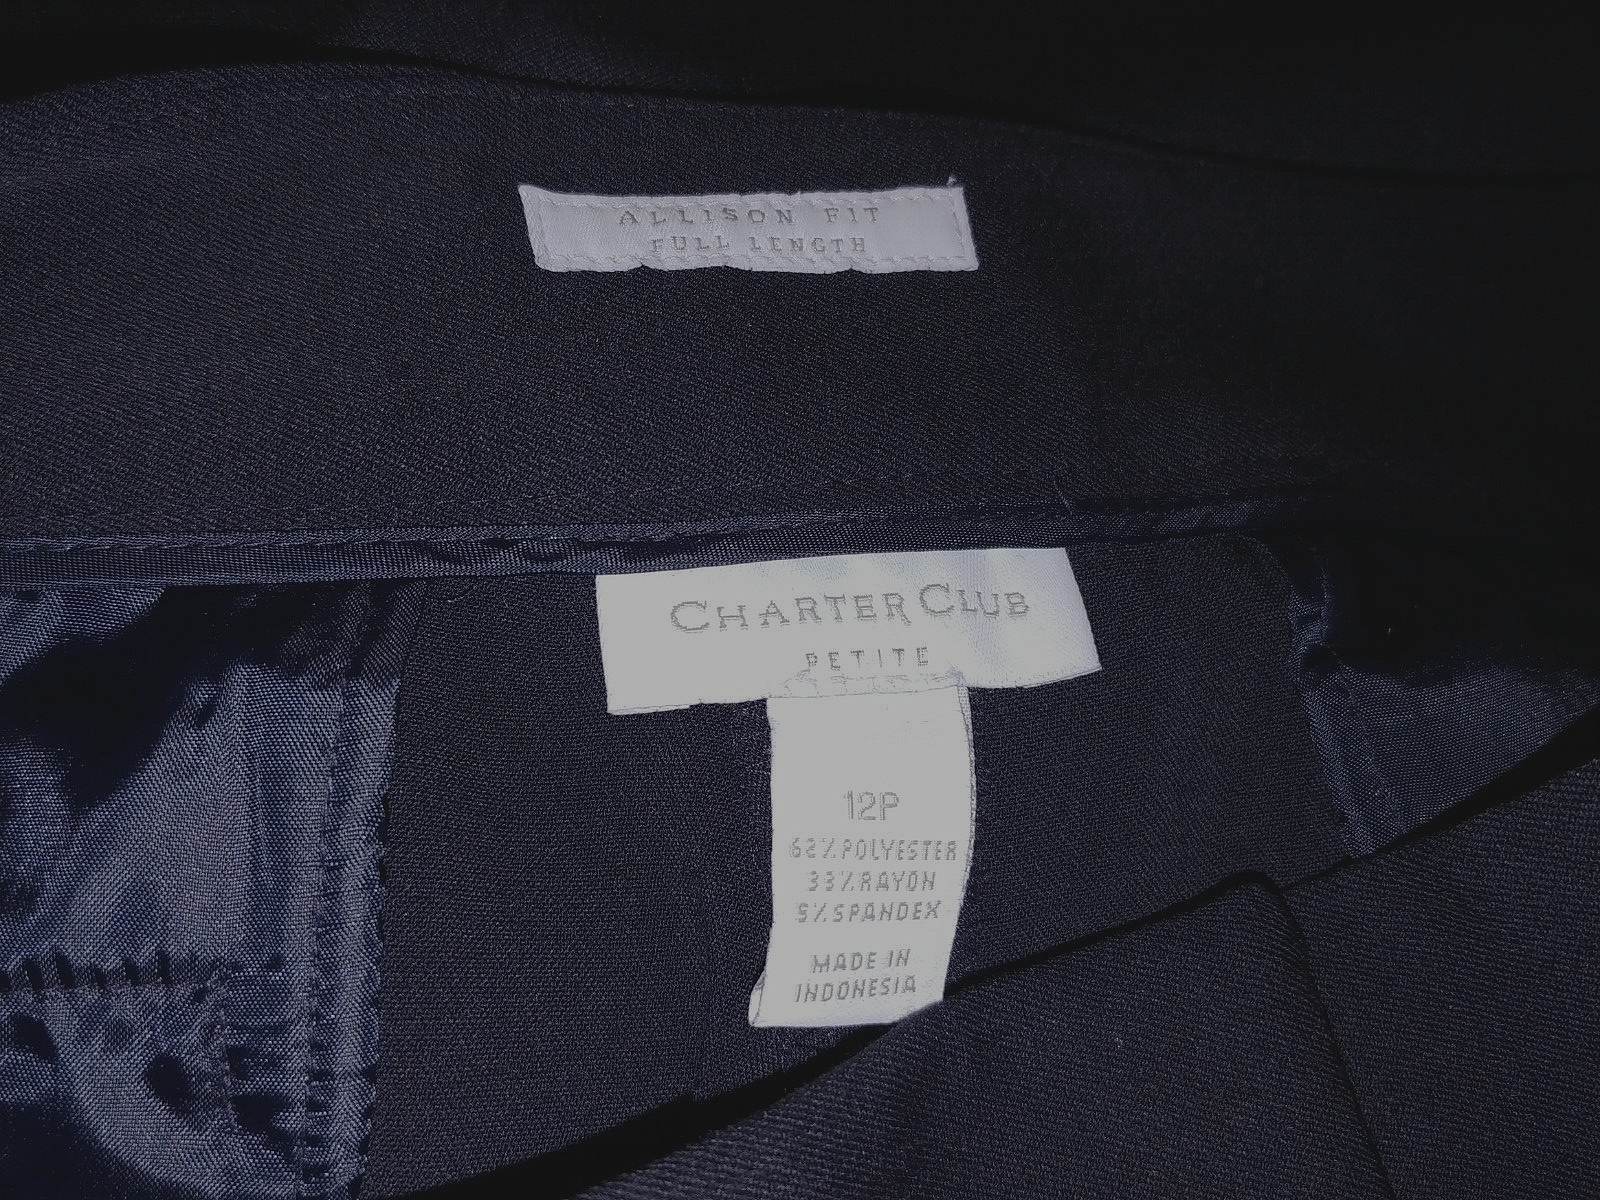 ALLISON FIT
FULL LENGTH
CHARTER CLUB
PETITE
12P
62% POLYESTER
33% RAYON
5% SPANDEX
MADE IN
INDONESIA